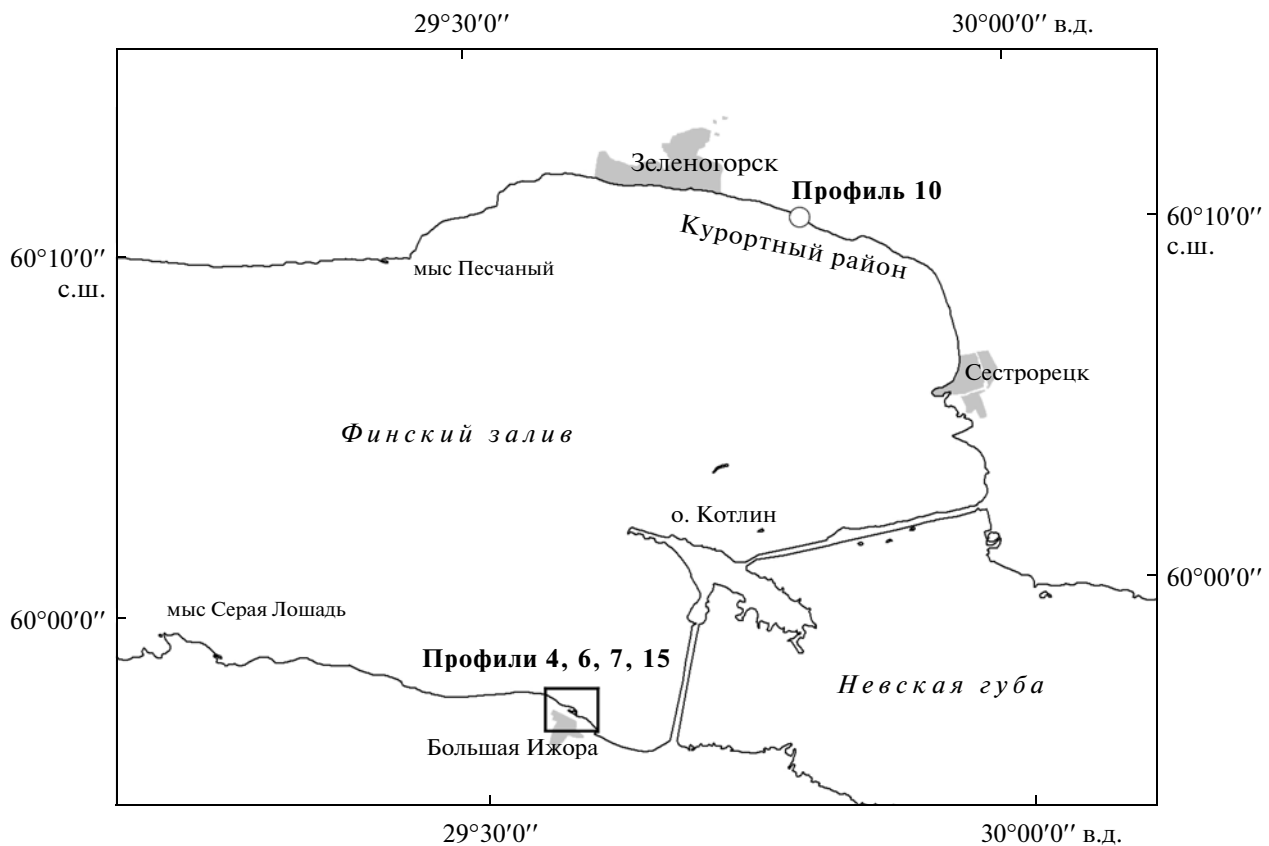 29°30′0′′
30°00′0′′ в.д.
Зеленогорск
Профиль 10
60°10′0′′
с.ш.
Курортный район
60°10′0′′
с.ш.
мыс Песчаный
Сестрорецк
Финский залив
о. Котлин
60°00′0′′
мыс Серая Лошадь
60°00′0′′
Профили 4, 6, 7, 15
Невская губа
Большая Ижора
29°30′0′′
30°00′0′′ в.д.